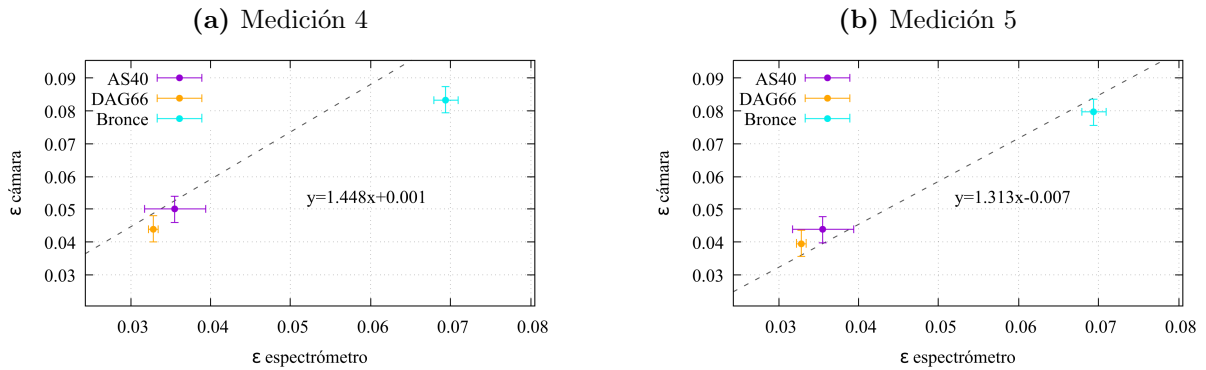 (a) Medición 4
0.09
0.08
0.07
0.06
0.05
0.04
0.03
ε cámara
AS40
DAG66
Bronce
y=1.448x+0.001
0.03 0.04 0.05 0.06 0.07 0.08
ε espectrómetro
(b) Medición 5
0.09
0.08
0.07
0.06
0.05
0.04
0.03
ε cámara
AS40
DAG66
Bronce
y=1.313x-0.007
0.03 0.04 0.05 0.06 0.07 0.08
ε espectrómetro